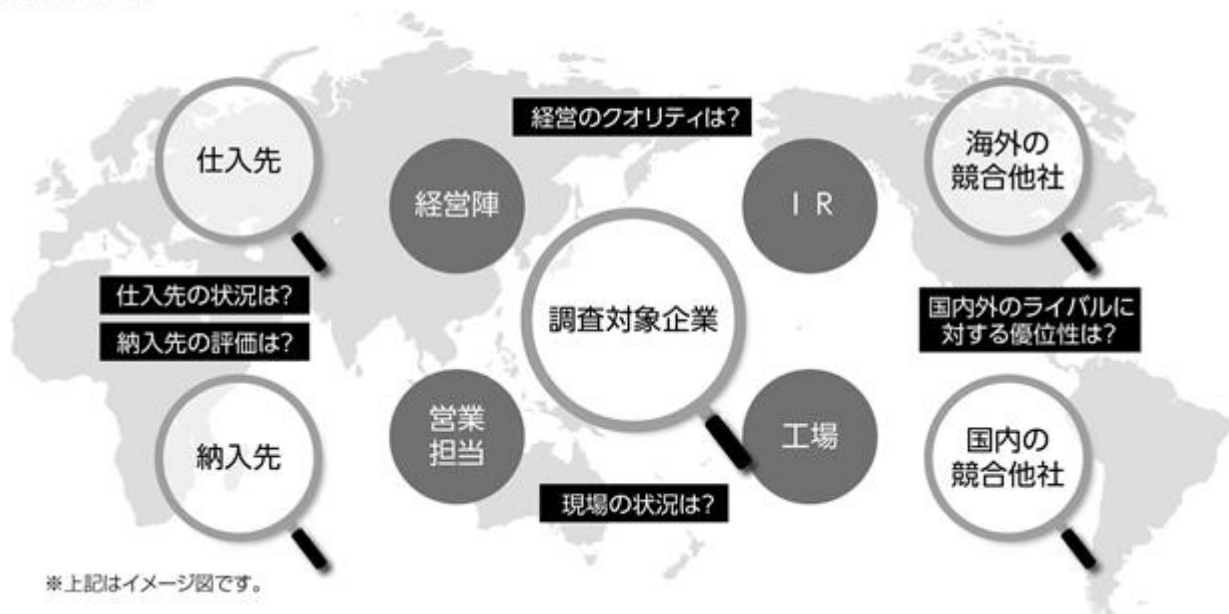 経営のクオリティは?
仕入先
経営陣
IR
海外の
競合他社
調査対象企業
仕入先の状況は?
納入先の評価は?
国内外のライバルに
対する優位性は?
納入先
営業
担当
工場
国内の
競合他社
現場の状況は?
※上記はイメージ図です。